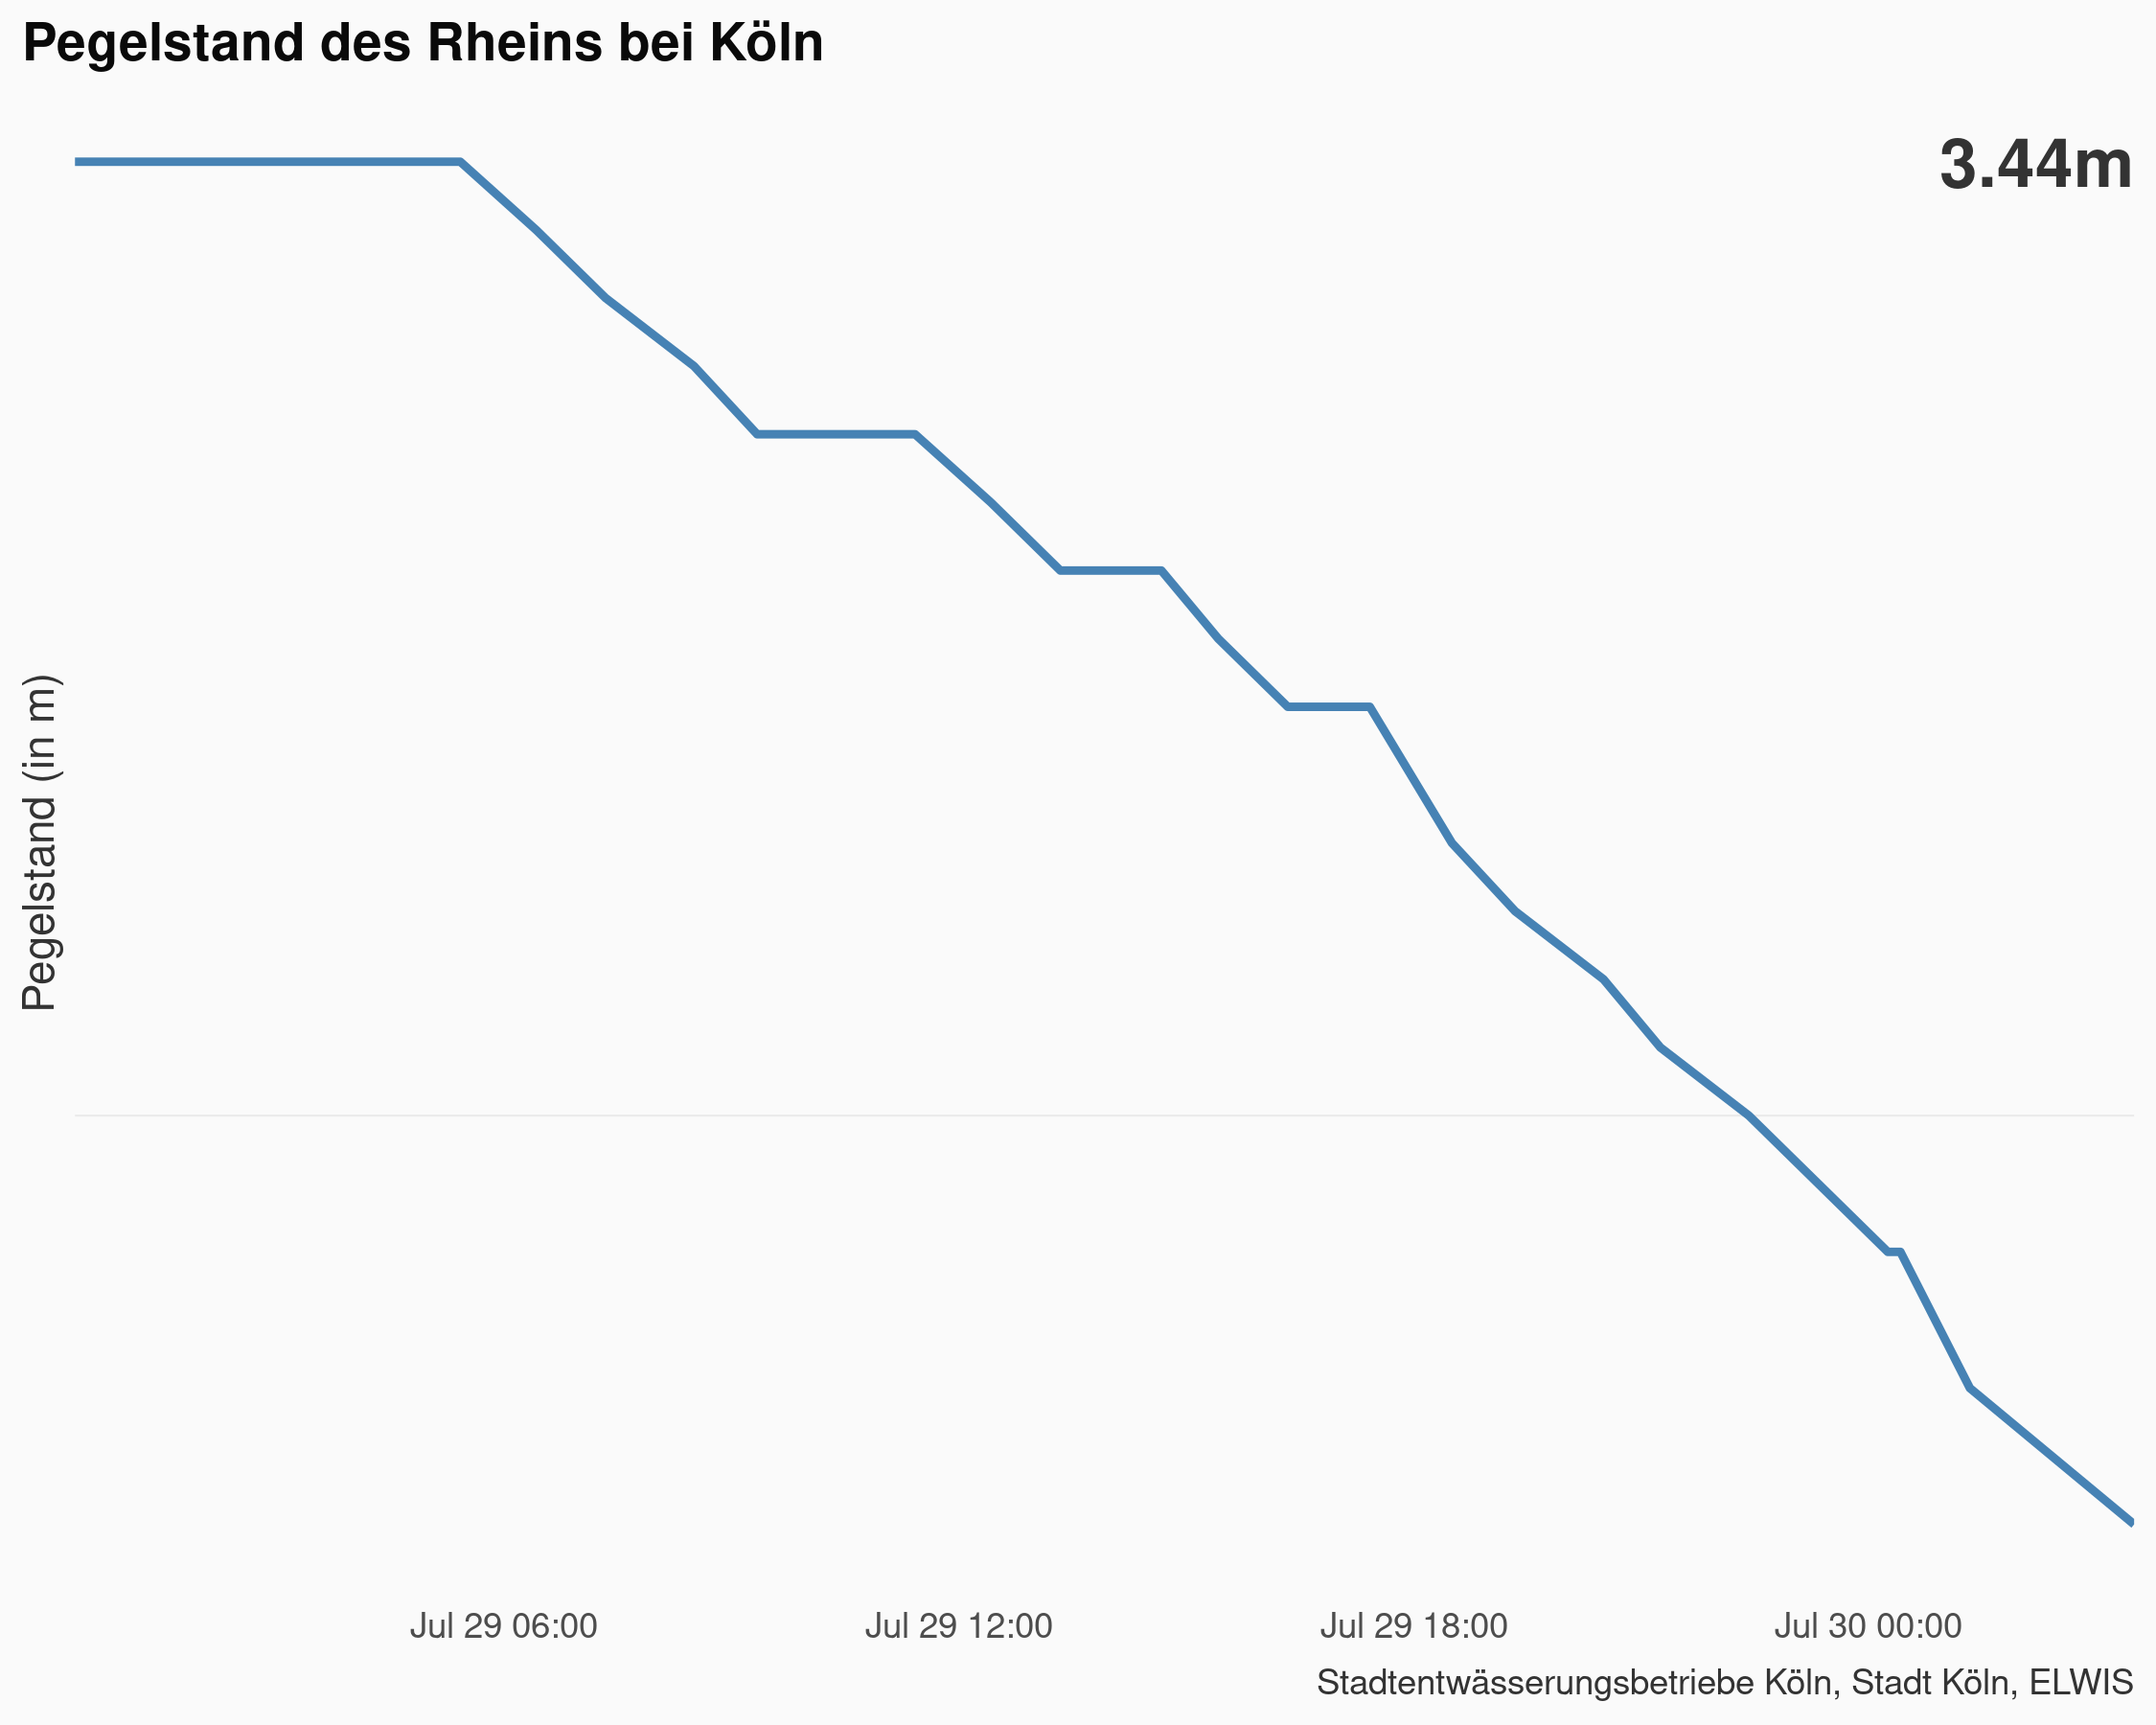 Pegelstand des Rheins bei Köln
3.44m
Pegelstand (in m)
Jul 29 06:00 Jul 29 12:00 Jul 29 18:00 Jul 30 00:00
Stadtentwässerungsbetriebe Köln, Stadt Köln, ELWIS